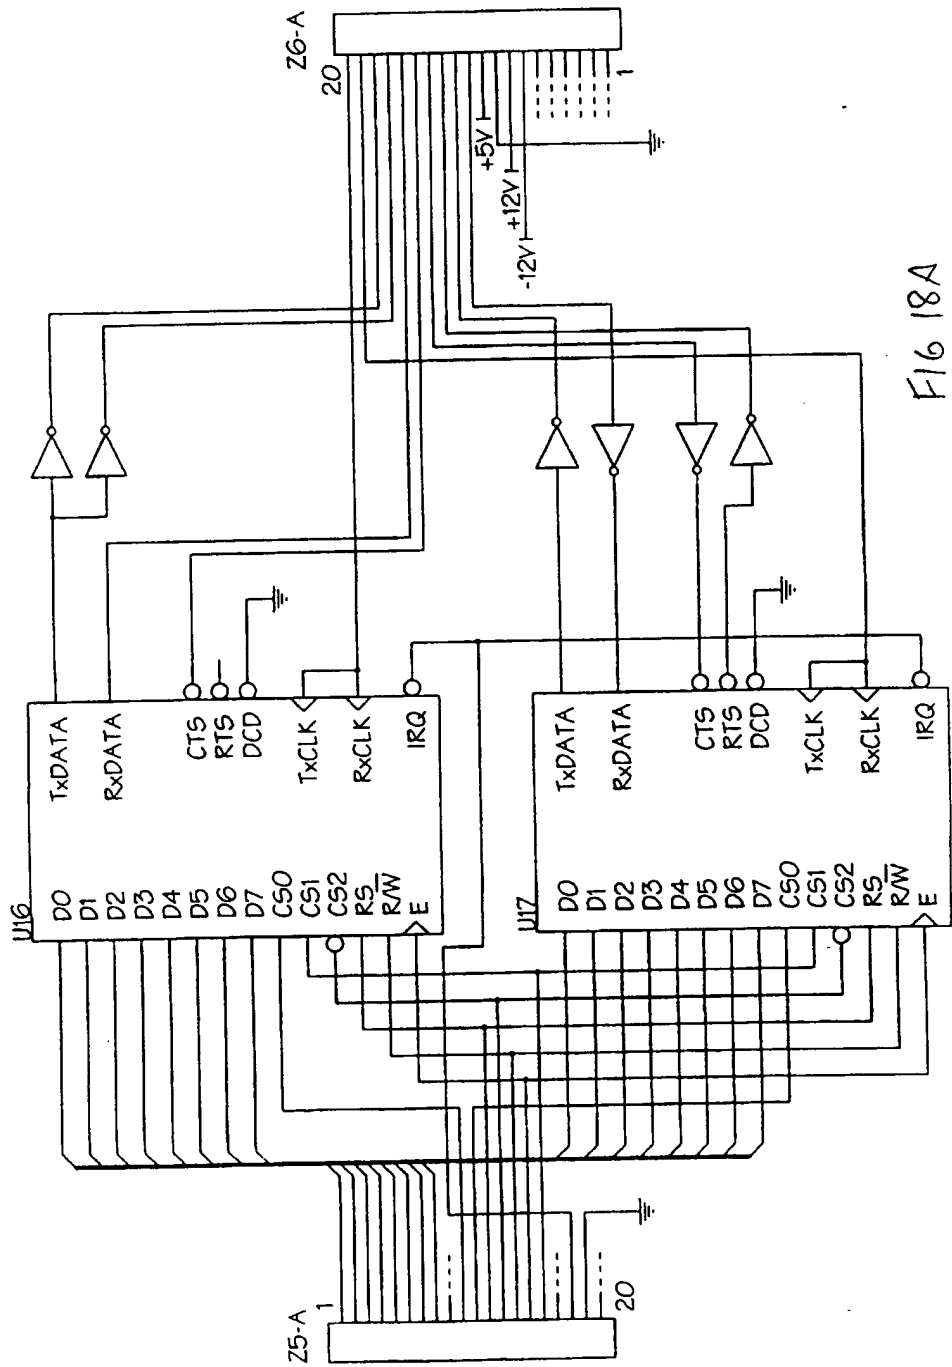 Z6-A
20
+5V
+12V
-12V
1
U16
D0
D1
D2
D3
D4
D5
D6
D7
CS0
CS1
CS2
RS
R/W̅
E
TxDATA
RxDATA
CTS
RTS
DCD
TxCLK
RxCLK
IRQ
U17
D0
D1
D2
D3
D4
D5
D6
D7
CS0
CS1
CS2
RS
R/W̅
E
TxDATA
RxDATA
CTS
RTS
DCD
TxCLK
RxCLK
IRQ
Z5-A
1
20
FIG 18A